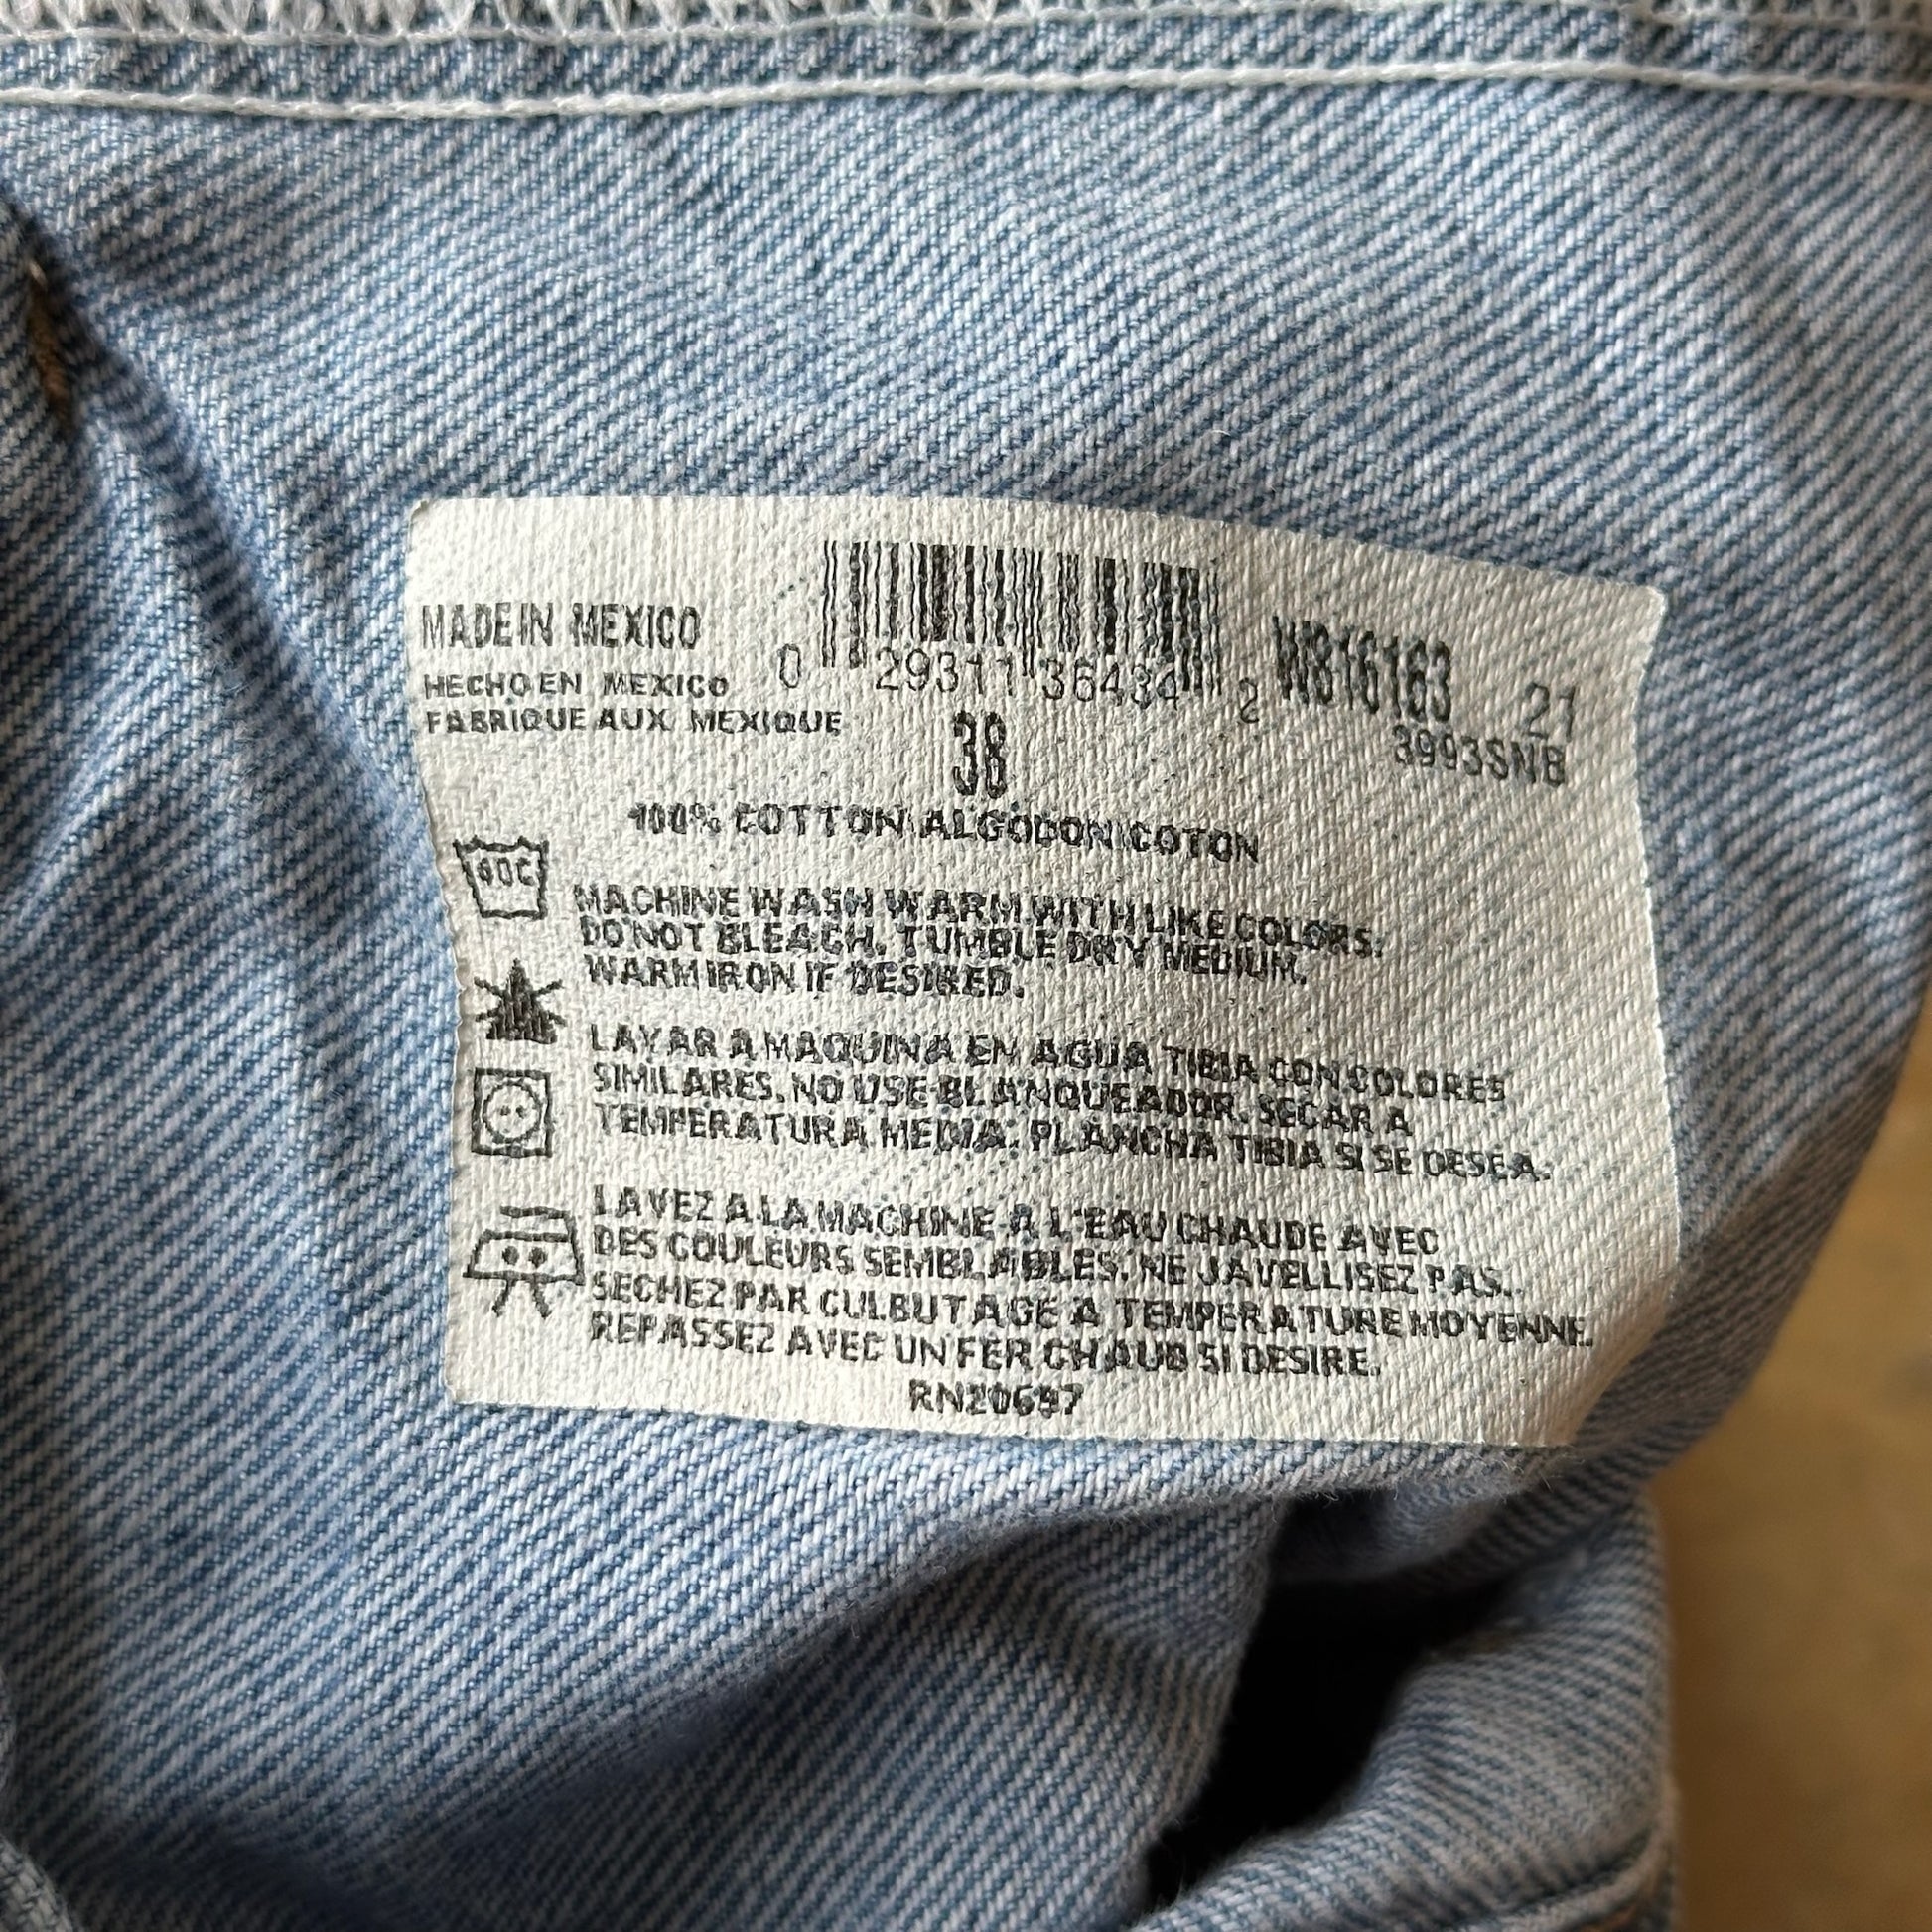 MADE IN MEXICO
HECHO EN MEXICO
FABRIQUE AUX MEXIQUE
0 29311 36434 2
W816163 21
3993SNB
38
100% COTTON ALGODON COTON
40C
MACHINE WASH WARM WITH LIKE COLORS.
DO NOT BLEACH. TUMBLE DRY MEDIUM.
WARM IRON IF DESIRED.
LAVAR A MAQUINA EN AGUA TIBIA CON COLORES
SIMILARES. NO USE BLANQUEADOR. SECAR A
TEMPERATURA MEDIA. PLANCHA TIBIA SI SE DESEA.
LAVEZ A LA MACHINE A L'EAU CHAUDE AVEC
DES COULEURS SEMBLABLES. NE JAVELLISEZ PAS.
SECHEZ PAR CULBUTAGE A TEMPERATURE MOYENNE.
REPASSEZ AVEC UN FER CHAUD SI DESIRE.
RN20697